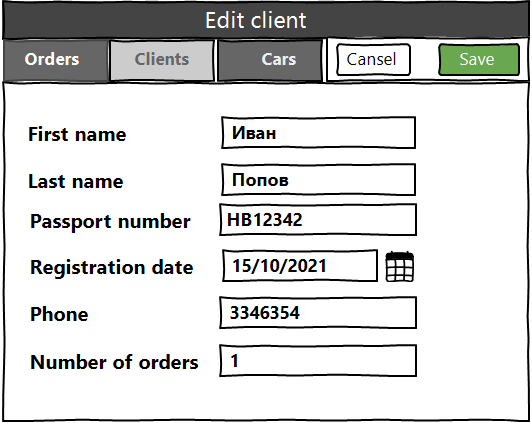 Edit client
Orders Clients Cars Cansel Save
First name Иван
Last name Попов
Passport number НВ12342
Registration date 15/10/2021
Phone 3346354
Number of orders 1